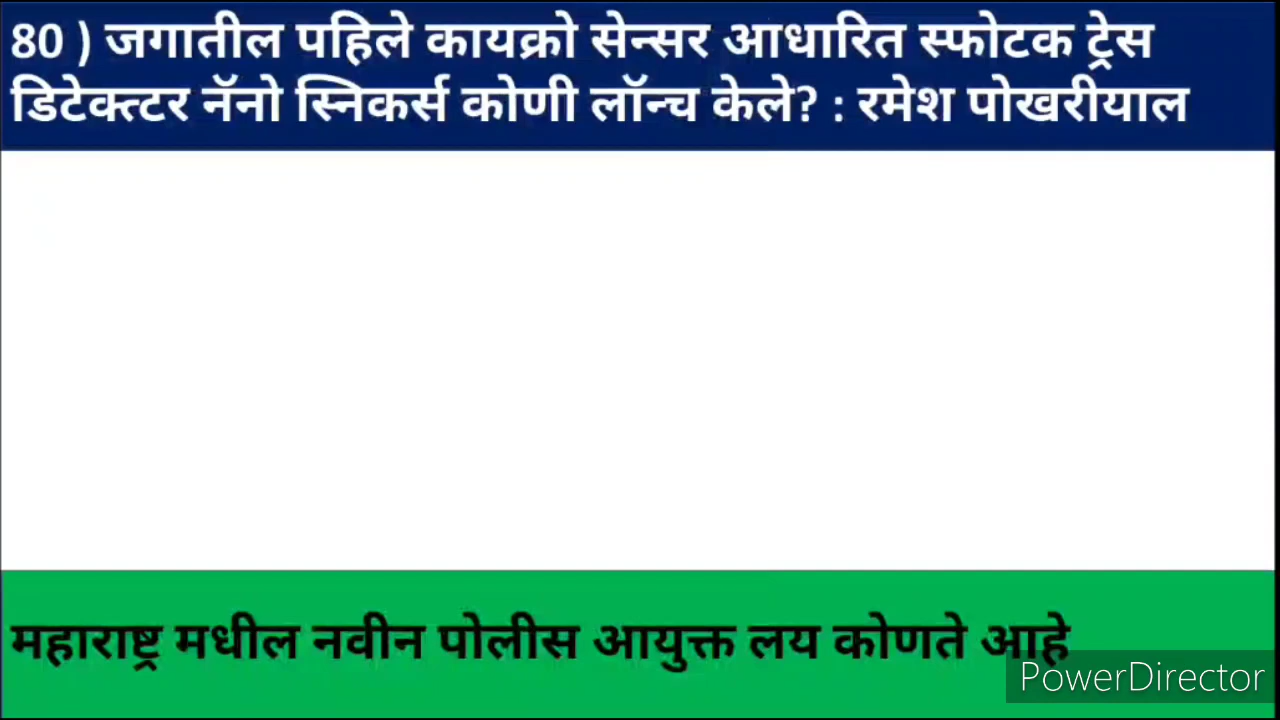 80 ) जगातील पहिले कायक्रो सेन्सर आधारित स्फोटक ट्रेस
डिटेक्टर नॅनो स्निकर्स कोणी लॉन्च केले? : रमेश पोखरीयाल
महाराष्ट्र मधील नवीन पोलीस आयुक्त लय कोणते आहे
PowerDirector